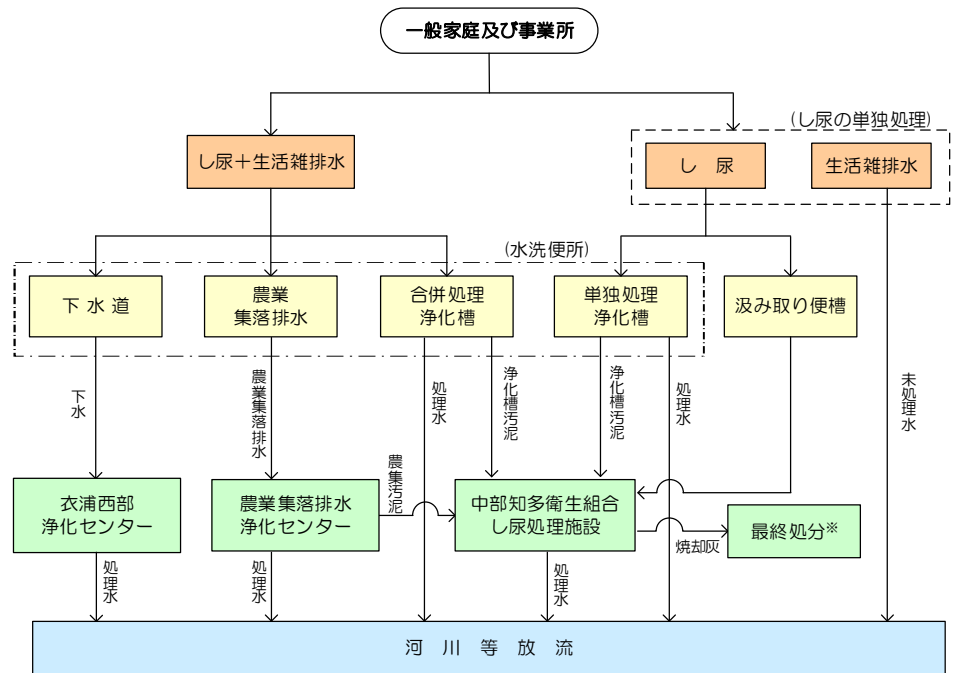 一般家庭及び事業所
(し尿の単独処理)
し尿＋生活雑排水
し 尿
生活雑排水
(水洗便所)
下 水 道
農業
集落排水
合併処理
浄化槽
単独処理
浄化槽
汲み取り便槽
下水
農業集落排水
処理水
浄化槽汚泥
浄化槽汚泥
処理水
未処理水
衣浦西部
浄化センター
農業集落排水
浄化センター
農集汚泥
中部知多衛生組合
し尿処理施設
焼却灰
最終処分※
処理水
処理水
処理水
河 川 等 放 流